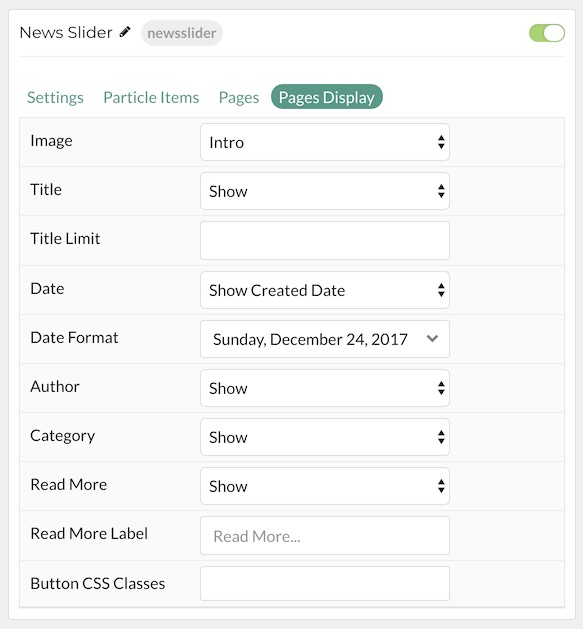 News Slider newsslider
Settings Particle Items Pages Pages Display
Image Intro
Title Show
Title Limit
Date Show Created Date
Date Format Sunday, December 24, 2017
Author Show
Category Show
Read More Show
Read More Label Read More...
Button CSS Classes